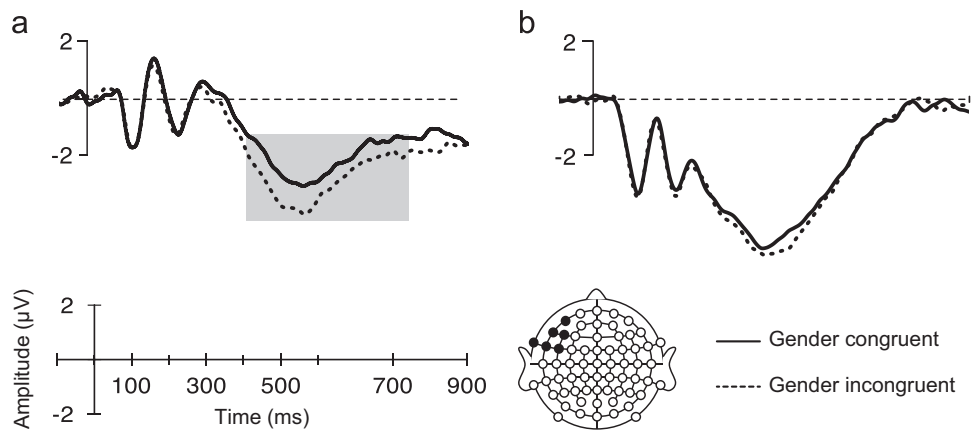 a
b
2
-2
2
-2
Amplitude (μV)
2
-2
100 300 500 700 900
Time (ms)
Gender congruent
Gender incongruent